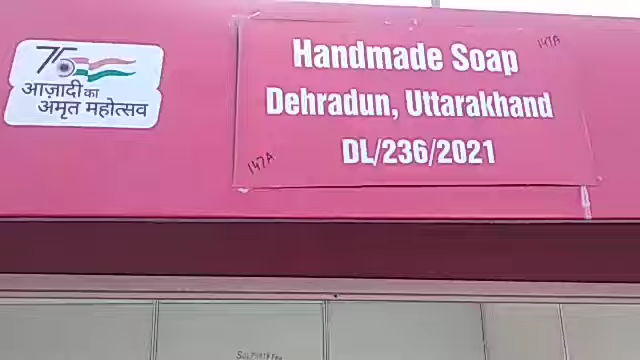 75
आज़ादी का
अमृत महोत्सव
Handmade Soap
147A
Dehradun, Uttarakhand
DL/236/2021
147A